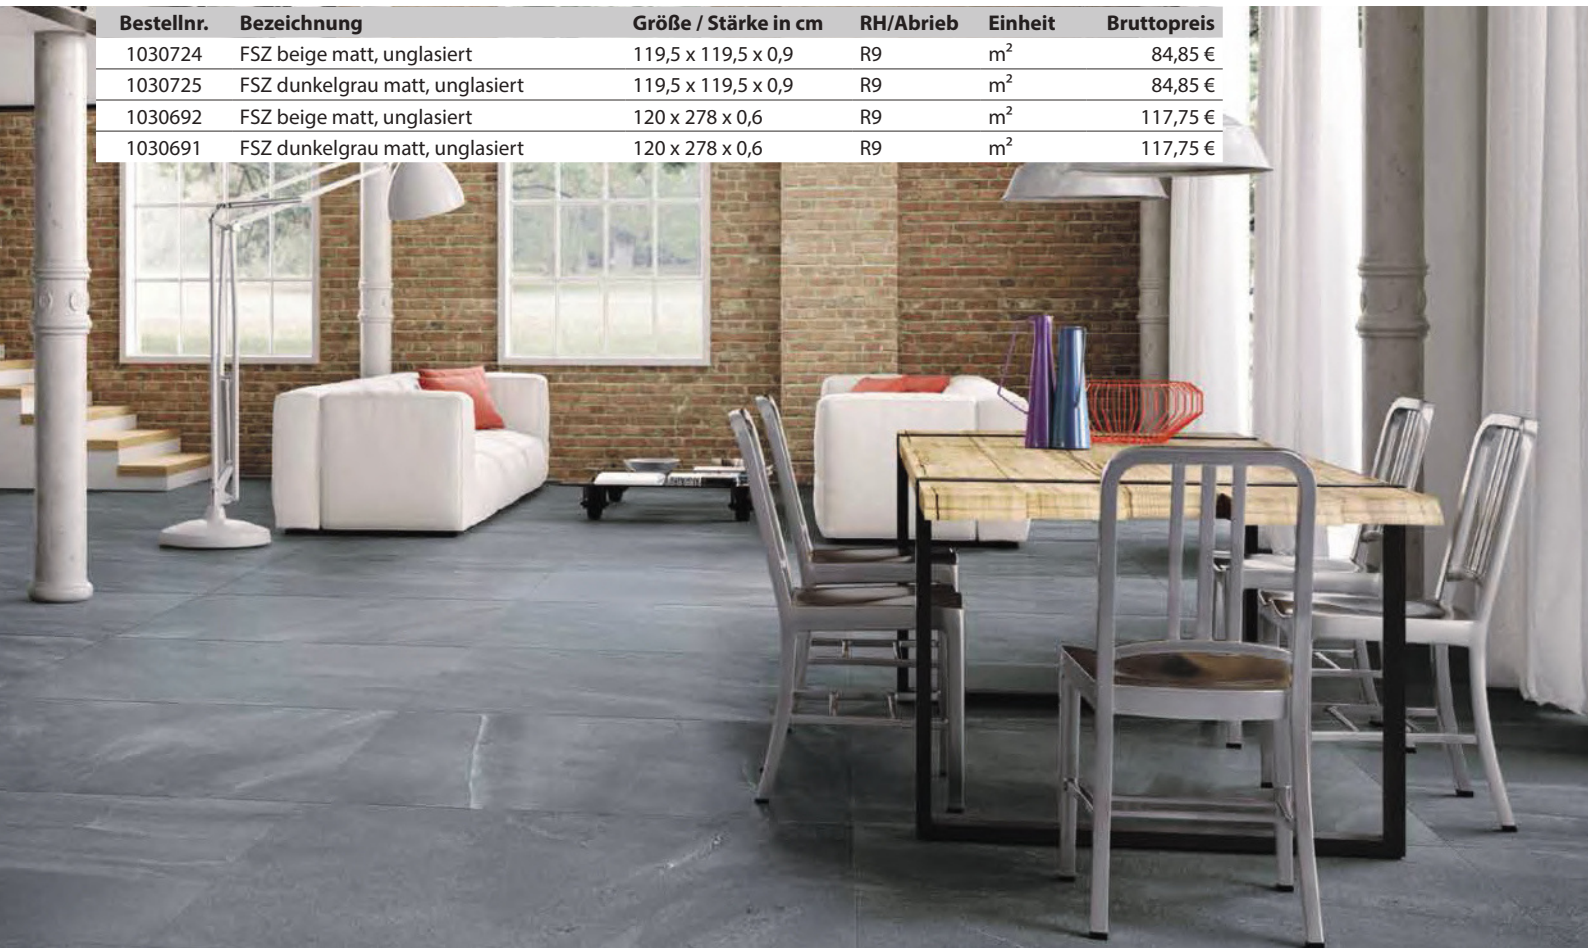 Bestellnr. Bezeichnung Größe / Stärke in cm RH/Abrieb Einheit Bruttopreis
1030724 FSZ beige matt, unglasiert 119,5 x 119,5 x 0,9 R9 m² 84,85 €
1030725 FSZ dunkelgrau matt, unglasiert 119,5 x 119,5 x 0,9 R9 m² 84,85 €
1030692 FSZ beige matt, unglasiert 120 x 278 x 0,6 R9 m² 117,75 €
1030691 FSZ dunkelgrau matt, unglasiert 120 x 278 x 0,6 R9 m² 117,75 €